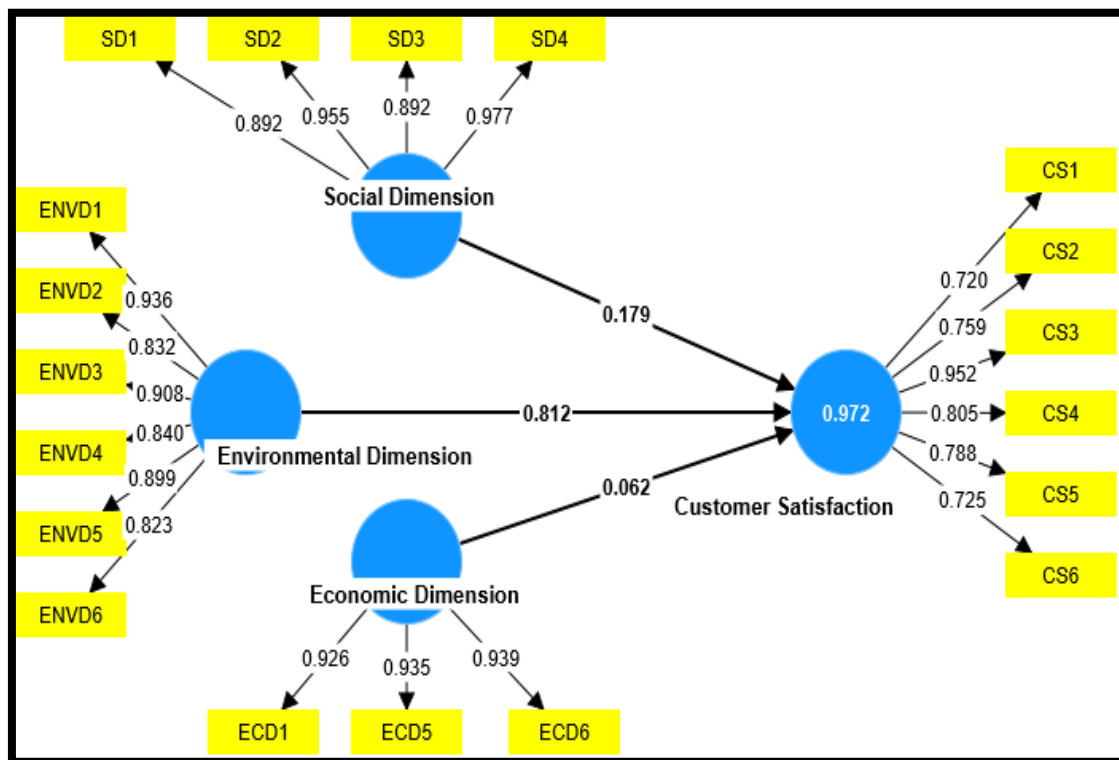 SD1
SD2
SD3
SD4
0.892
0.955
0.892
0.977
Social Dimension
ENVD1
ENVD2
ENVD3
ENVD4
ENVD5
ENVD6
0.936
0.832
0.908
0.840
0.899
0.823
Environmental Dimension
0.179
0.812
0.062
Economic Dimension
0.926
0.935
0.939
ECD1
ECD5
ECD6
0.972
Customer Satisfaction
0.720
0.759
0.952
0.805
0.788
0.725
CS1
CS2
CS3
CS4
CS5
CS6